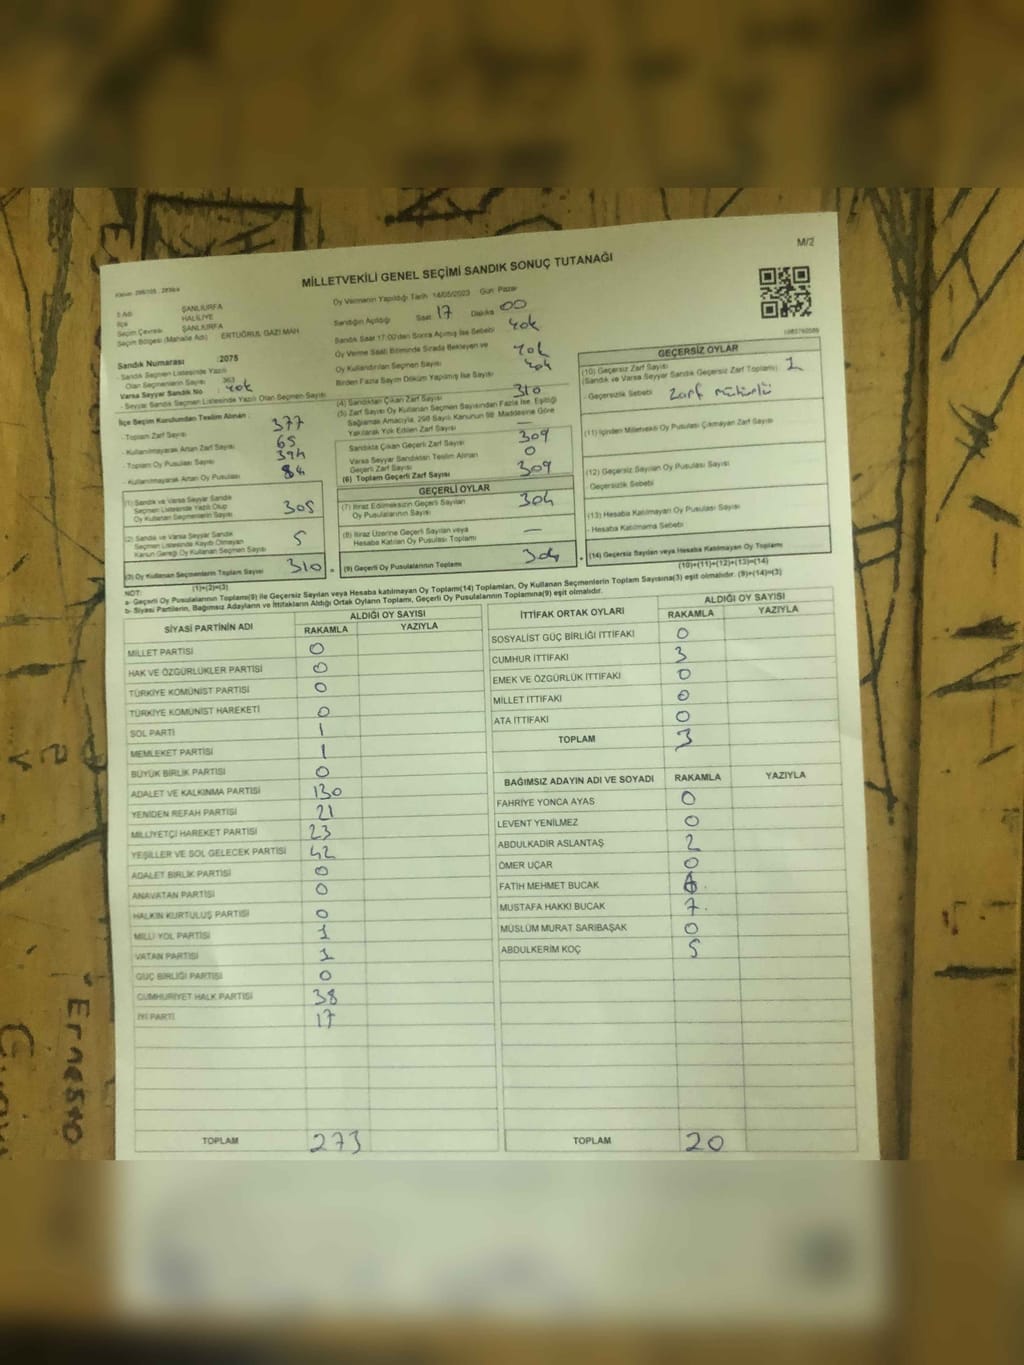 M/2
MİLLETVEKİLİ GENEL SEÇİMİ SANDIK SONUÇ TUTANAĞI
İl Adı ŞANLIURFA
İlçe HALİLİYE
Seçim Çevresi ŞANLIURFA
Seçim Bölgesi (Mahalle Adı) ERTUĞRUL GAZİ MAH
Oy Vermenin Yapıldığı Tarih 14/05/2023 Gün Pazar
Sandığın Açıldığı Saat 17 Dakika 00
Sandık Saat 17:00'den Sonra Açılmış İse Sebebi yok
Oy Verme Saati Bitiminde Sırada Bekleyen ve
Oy Kullandırılan Seçmen Sayısı yok
Birden Fazla Sayım Döküm Yapılmış İse Sayısı yok
Sandık Numarası :2075
- Sandık Seçmen Listesinde Yazılı
Olan Seçmenlerin Sayısı 363
Varsa Seyyar Sandık No yok
- Seyyar Sandık Seçmen Listesinde Yazılı Olan Seçmen Sayısı
İlçe Seçim Kurulundan Teslim Alınan :
- Toplam Zarf Sayısı 377
- Kullanılmayarak Artan Zarf Sayısı 65
Toplam Oy Pusulası Sayısı 394
- Kullanılmayarak Artan Oy Pusulası 84
(1) Sandık ve Varsa Seyyar Sandık
Seçmen Listesinde Yazılı Olup
Oy Kullanan Seçmenlerin Sayısı 305
(2) Sandık ve Varsa Seyyar Sandık
Seçmen Listesinde Kayıtlı Olmayan
Kanun Gereği Oy Kullanan Seçmen Sayısı 5
(3) Oy Kullanan Seçmenlerin Toplam Sayısı 310
(1)+(2)=(3)
(4) Sandıktan Çıkan Zarf Sayısı 310
(5) Zarf Sayısı Oy Kullanan Seçmen Sayısından Fazla İse, Eşitliği
Sağlamak Amacıyla, 298 Sayılı Kanunun 98. Maddesine Göre
Yakılarak Yok Edilen Zarf Sayısı —
Sandıkta Çıkan Geçerli Zarf Sayısı 309
Varsa Seyyar Sandıktan Teslim Alınan
Geçerli Zarf Sayısı 0
(6) Toplam Geçerli Zarf Sayısı 309
GEÇERLİ OYLAR
(7) İtiraz Edilmeksizin Geçerli Sayılan
Oy Pusulalarının Sayısı 304
(8) İtiraz Üzerine Geçerli Sayılan veya
Hesaba Katılan Oy Pusulası Toplamı —
(9) Geçerli Oy Pusulalarının Toplamı 304
GEÇERSİZ OYLAR
(10) Geçersiz Zarf Sayısı
(Sandık ve Varsa Seyyar Sandık Geçersiz Zarf Toplamı) 1
- Geçersizlik Sebebi Zarf mühürlü
(11) İçinden Milletvekili Oy Pusulası Çıkmayan Zarf Sayısı
(12) Geçersiz Sayılan Oy Pusulası Sayısı
- Geçersizlik Sebebi
(13) Hesaba Katılmayan Oy Pusulası Sayısı
- Hesaba Katılmama Sebebi
(14) Geçersiz Sayılan veya Hesaba Katılmayan Oy Toplamı
(10)+(11)+(12)+(13)=(14)
NOT:
a- Geçerli Oy Pusulalarının Toplamı(9) ile Geçersiz Sayılan veya Hesaba katılmayan Oy Toplamı(14) Toplamları, Oy Kullanan Seçmenlerin Toplam Sayısına(3) eşit olmalıdır. (9)+(14)=(3)
b- Siyasi Partilerin, Bağımsız Adayların ve İttifakların Aldığı Oy Sayısı Toplamı, Geçerli Oy Pusulalarının Toplamına(9) eşit olmalıdır.
SİYASİ PARTİNİN ADI ALDIĞI OY SAYISI
RAKAMLA YAZIYLA
MİLLET PARTİSİ 0
HAK VE ÖZGÜRLÜKLER PARTİSİ 0
TÜRKİYE KOMÜNİST PARTİSİ 0
TÜRKİYE KOMÜNİST HAREKETİ 0
SOL PARTİ 1
MEMLEKET PARTİSİ 1
BÜYÜK BİRLİK PARTİSİ 0
ADALET VE KALKINMA PARTİSİ 130
YENİDEN REFAH PARTİSİ 21
MİLLİYETÇİ HAREKET PARTİSİ 23
YEŞİLLER VE SOL GELECEK PARTİSİ 42
ADALET BİRLİK PARTİSİ 0
ANAVATAN PARTİSİ 0
HALKIN KURTULUŞ PARTİSİ 0
MİLLİ YOL PARTİSİ 1
VATAN PARTİSİ 1
GÜÇ BİRLİĞİ PARTİSİ 0
CUMHURİYET HALK PARTİSİ 38
İYİ PARTİ 17
TOPLAM 273
İTTİFAK ORTAK OYLARI ALDIĞI OY SAYISI
RAKAMLA YAZIYLA
SOSYALİST GÜÇ BİRLİĞİ İTTİFAKI 0
CUMHUR İTTİFAKI 3
EMEK VE ÖZGÜRLÜK İTTİFAKI 0
MİLLET İTTİFAKI 0
ATA İTTİFAKI 0
TOPLAM 3
BAĞIMSIZ ADAYIN ADI VE SOYADI RAKAMLA YAZIYLA
FAHRİYE YONCA AYAS 0
LEVENT YENİLMEZ 0
ABDULKADİR ASLANTAŞ 2
ÖMER UÇAR 0
FATİH MEHMET BUCAK 6
MUSTAFA HAKKI BUCAK 7
MÜSLÜM MURAT SARIBAŞAK 0
ABDULKERİM KOÇ 5
TOPLAM 20
Ernesto